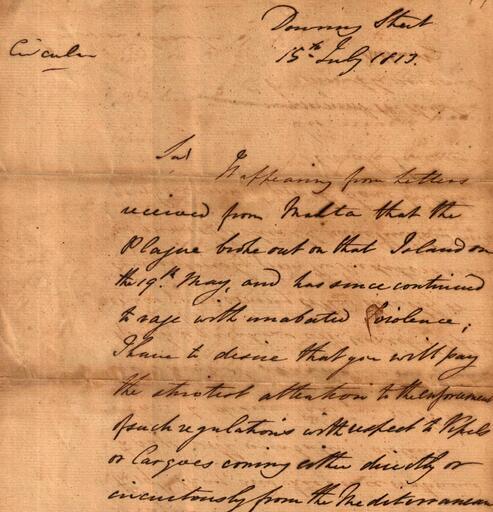 Downing Street
15th July 1813.
Circular
Sir/ It appearing from Letters
received from Malta that the
Plague broke out on that Island on
the 19th May, and has since continued
to rage with unabated Violence;
I have to desire that you will pay
the strictest attention to the enforcement
of such regulations with respect to Vessels
or Cargoes coming either directly or
circuitously from the Mediterranean